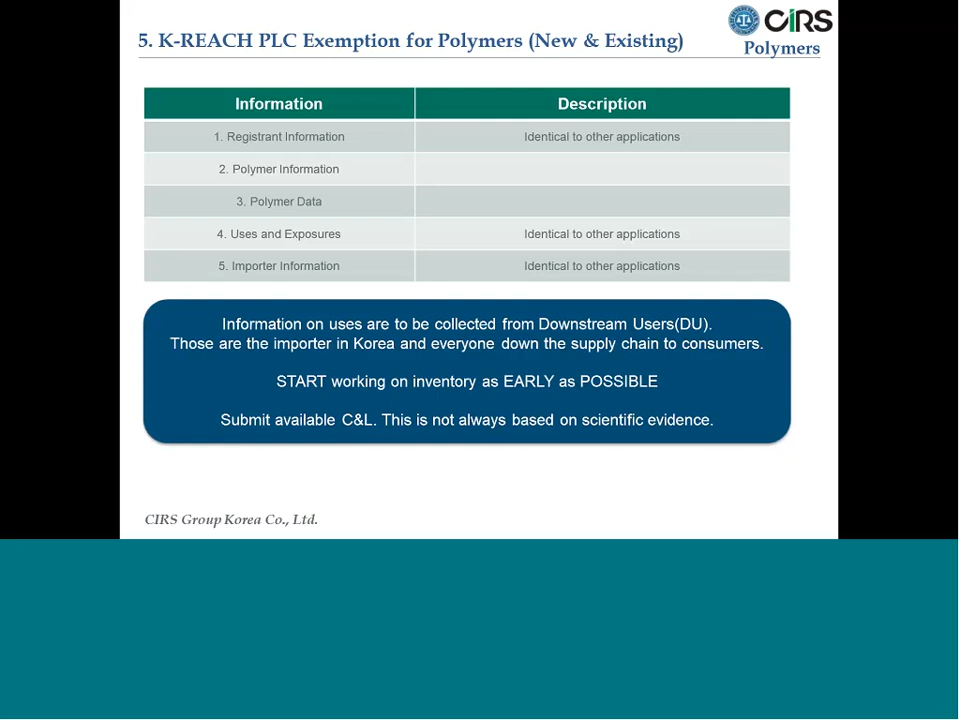 CIRS
5. K-REACH PLC Exemption for Polymers (New & Existing)
Polymers
Information Description
1. Registrant Information Identical to other applications
2. Polymer Information
3. Polymer Data
4. Uses and Exposures Identical to other applications
5. Importer Information Identical to other applications
Information on uses are to be collected from Downstream Users(DU).
Those are the importer in Korea and everyone down the supply chain to consumers.
START working on inventory as EARLY as POSSIBLE
Submit available C&L. This is not always based on scientific evidence.
CIRS Group Korea Co., Ltd.